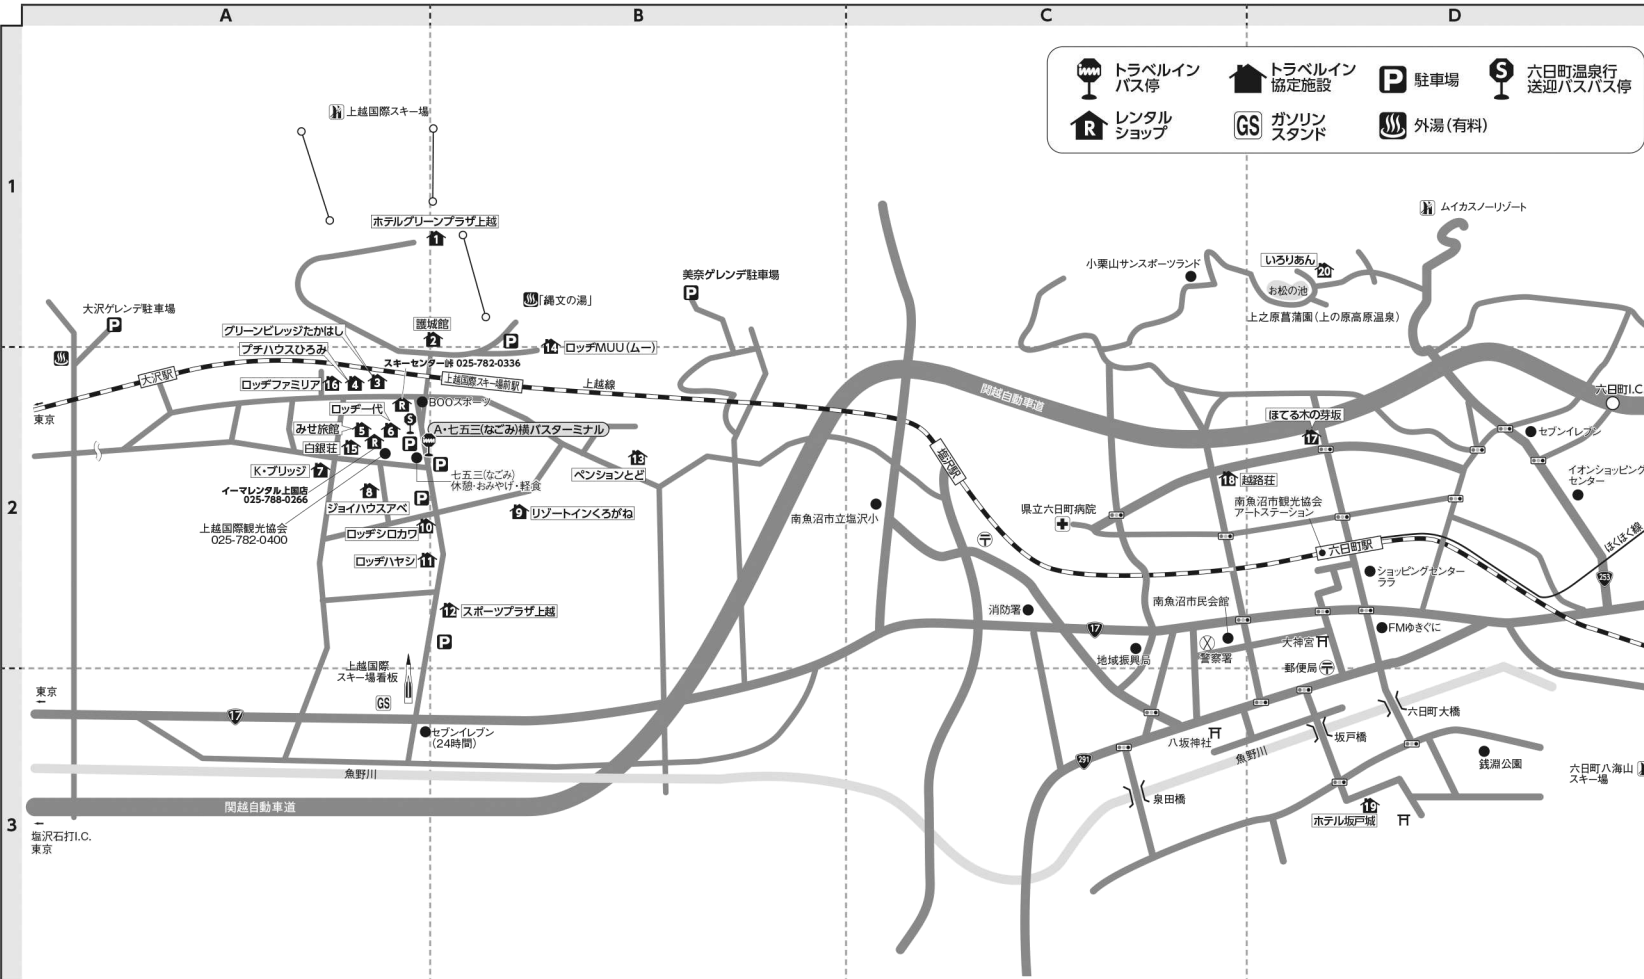 A
B
C
D
1
2
3
トラベルイン
バス停
トラベルイン
協定施設
P
駐車場
S
六日町温泉行
送迎バスバス停
R
レンタル
ショップ
GS
ガソリン
スタンド
外湯(有料)
上越国際スキー場
ホテルグリーンプラザ上越
1
大沢ゲレンデ駐車場
P
グリーンビレッジたかはし
プチハウスひろみ
ロッヂファミリア
16
4
3
護城館
2
P
「縄文の湯」
14
ロッヂMUU(ムー)
美奈ゲレンデ駐車場
P
スキーセンター峠 025-782-0336
大沢駅
上越国際スキー場前駅
上越線
東京
R
BOOスポーツ
ロッヂ一代
S
みせ旅館
5
6
A・七五三(なごみ)横バスターミナル
白銀荘
15
R
P
P
K・ブリッジ
7
七五三(なごみ)
休憩・おみやげ・軽食
イーマレンタル上国店
025-788-0266
8
ジョイハウスアベ
P
上越国際観光協会
025-782-0400
ロッヂシロカワ
10
9
リゾートインくろがね
13
ペンションとど
ロッヂハヤシ
11
12
スポーツプラザ上越
P
上越国際
スキー場看板
GS
東京
17
セブンイレブン
(24時間)
魚野川
関越自動車道
塩沢石打I.C.
東京
小栗山サンスポーツランド
いろりあん
20
お松の池
上之原菖蒲園(上の原高原温泉)
ムイカスノーリゾート
関越自動車道
六日町I.C
ほてる木の芽坂
17
セブンイレブン
塩沢駅
18
越路荘
イオンショッピング
センター
南魚沼市観光協会
アートステーション
県立六日町病院
南魚沼市立塩沢小
六日町駅
ほくほく線
ショッピングセンター
ララ
253
南魚沼市民会館
消防署
17
FMゆきぐに
大神宮
警察署
地域振興局
郵便局
六日町大橋
坂戸橋
八坂神社
魚野川
291
銭淵公園
六日町八海山
スキー場
泉田橋
19
ホテル坂戸城